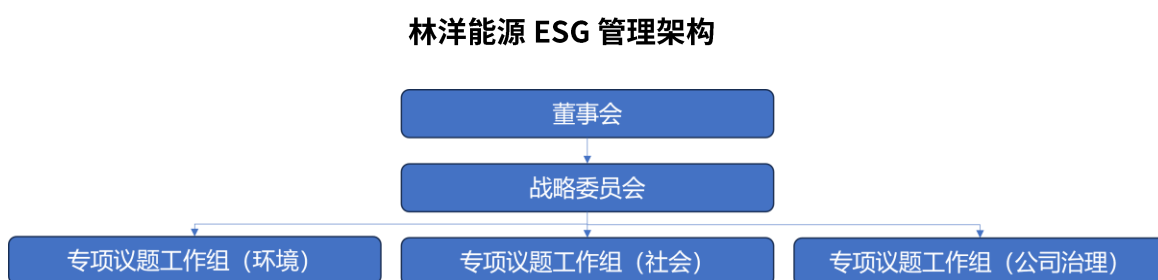 林洋能源 ESG 管理架构
董事会
战略委员会
专项议题工作组（环境）
专项议题工作组（社会）
专项议题工作组（公司治理）